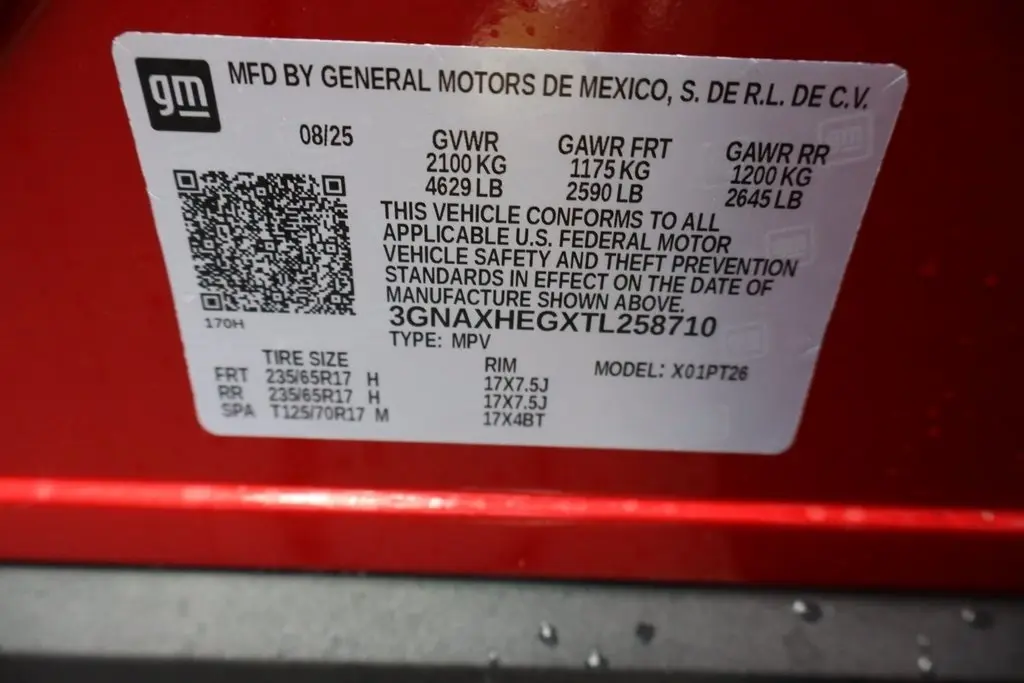 gm MFD BY GENERAL MOTORS DE MEXICO, S. DE R.L. DE C.V.
08/25 GVWR GAWR FRT GAWR RR
2100 KG 1175 KG 1200 KG
4629 LB 2590 LB 2645 LB
THIS VEHICLE CONFORMS TO ALL
APPLICABLE U.S. FEDERAL MOTOR
VEHICLE SAFETY AND THEFT PREVENTION
STANDARDS IN EFFECT ON THE DATE OF
MANUFACTURE SHOWN ABOVE.
3GNAXHEGXTL258710
170H
TYPE: MPV
TIRE SIZE RIM MODEL: X01PT26
FRT 235/65R17 H 17X7.5J
RR 235/65R17 H 17X7.5J
SPA T125/70R17 M 17X4BT